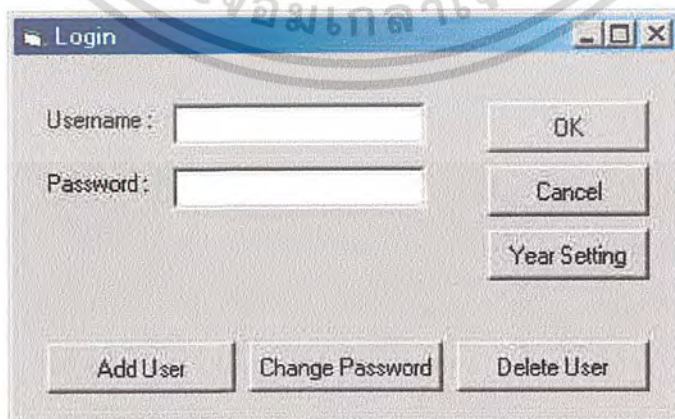 Login
Username :
OK
Password :
Cancel
Year Setting
Add User
Change Password
Delete User